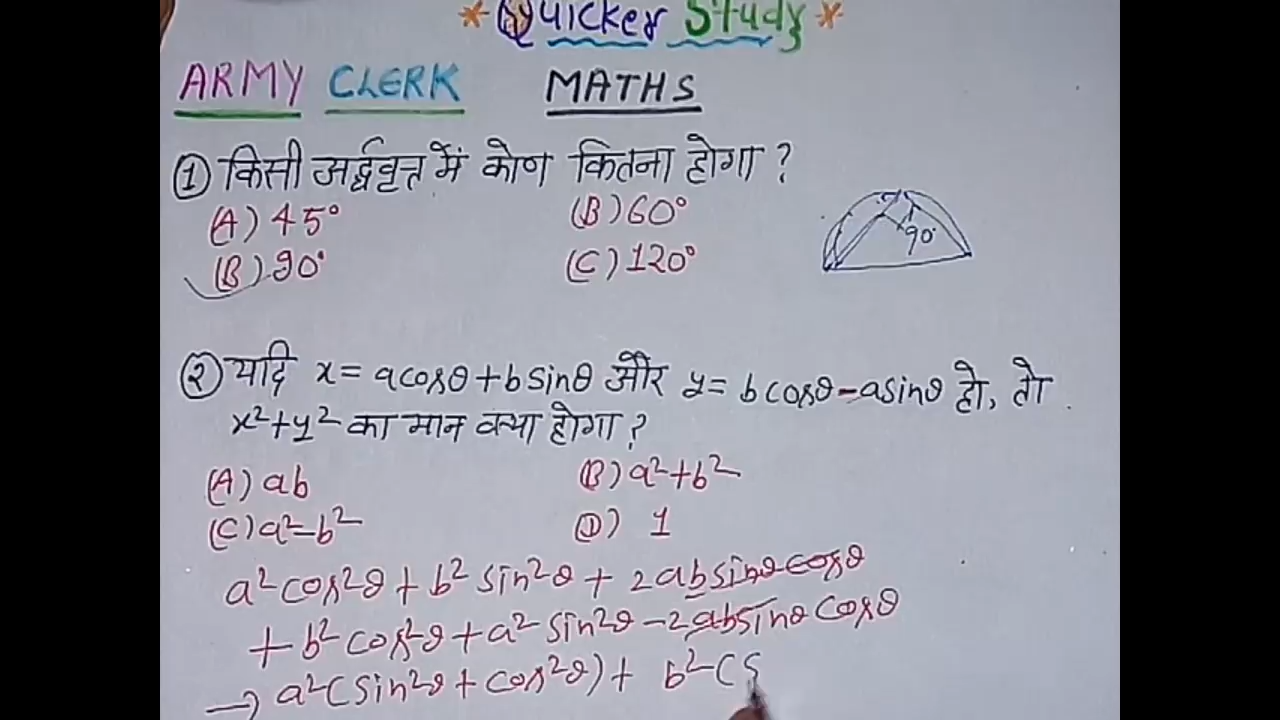 * Quicker Study *
ARMY CLERK MATHS
① किसी अर्द्धवृत्त में कोण कितना होगा ?
(A) 45° (B) 60°
(B) 90° (C) 120°
90°
② यदि x = a cosθ + b sinθ और y = b cosθ - a sinθ हो, तो
x² + y² का मान क्या होगा ?
(A) ab (B) a² + b²
(C) a² - b² (D) 1
a² cos²θ + b² sin²θ + 2ab sinθ cosθ
+ b² cos²θ + a² sin²θ - 2ab sinθ cosθ
→ a² (sin²θ + cos²θ) + b² (S